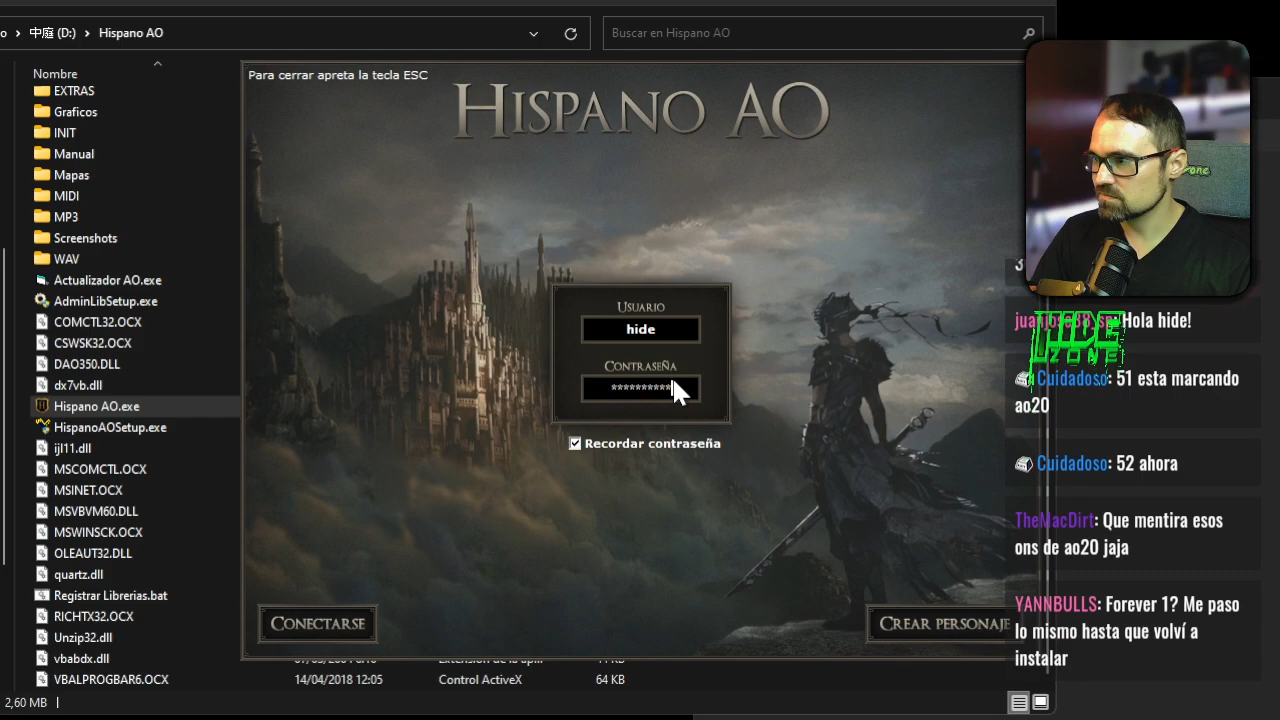 中庭 (D:) › Hispano AO
Buscar en Hispano AO
Nombre
EXTRAS
Graficos
INIT
Manual
Mapas
MIDI
MP3
Screenshots
WAV
Actualizador AO.exe
AdminLibSetup.exe
COMCTL32.OCX
CSWSK32.OCX
DAO350.DLL
dx7vb.dll
Hispano AO.exe
HispanoAOSetup.exe
ijl11.dll
MSCOMCTL.OCX
MSINET.OCX
MSVBVM60.DLL
MSWINSCK.OCX
OLEAUT32.DLL
quartz.dll
Registrar Librerias.bat
RICHTX32.OCX
Unzip32.dll
vbabdx.dll
VBALPROGBAR6.OCX
14/04/2018 12:05
Control ActiveX
64 KB
2,60 MB
Para cerrar apreta la tecla ESC
HISPANO AO
USUARIO
hide
CONTRASEÑA
**********
Recordar contraseña
CONECTARSE
CREAR PERSONAJE
HIDE
ZONE
: Hola hide!
Cuidadoso: 51 esta marcando
ao20
Cuidadoso: 52 ahora
TheMacDirt: Que mentira esos
ons de ao20 jaja
YANNBULLS: Forever 1? Me paso
lo mismo hasta que volví a
instalar